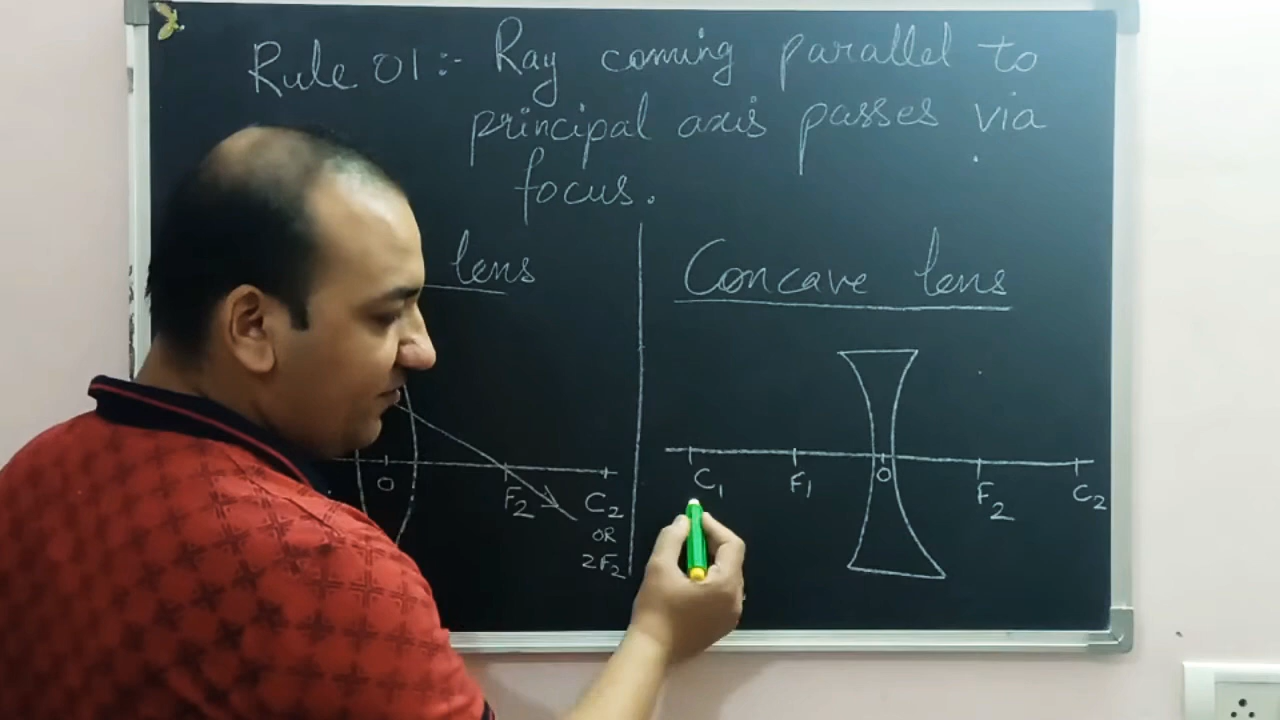 Rule 01:- Ray coming parallel to
principal axis passes via
focus.
lens
Concave lens
O
F2
C2
OR
2F2
C1
F1
O
F2
C2